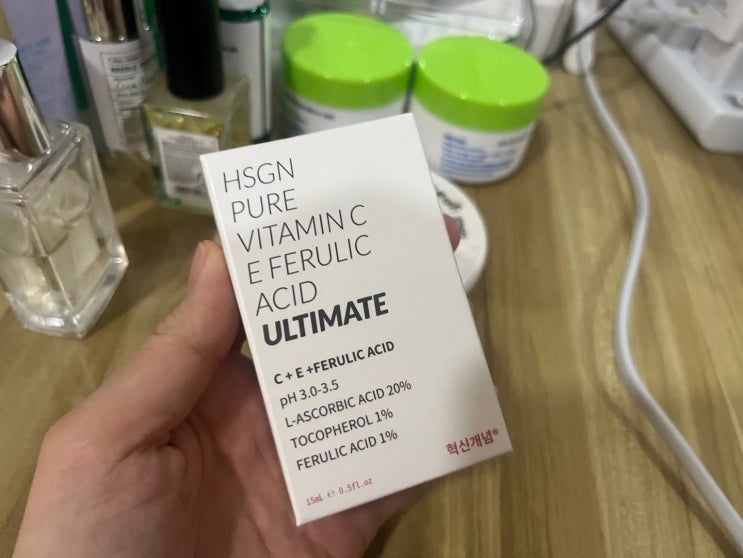 HSGN
PURE
VITAMIN C
E FERULIC
ACID
ULTIMATE
C + E +FERULIC ACID
pH 3.0-3.5
L-ASCORBIC ACID 20%
TOCOPHEROL 1%
FERULIC ACID 1%
15mL ℮ 0.5fl.oz
혁신개념®